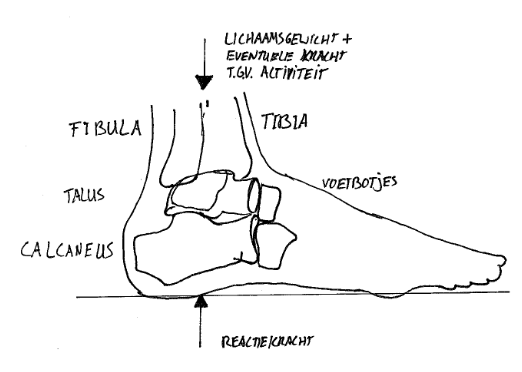 LICHAAMSGEWICHT +
EVENTUELE KRACHT
T.G.V. ACTIVITEIT
FIBULA
TIBIA
TALUS
VOETBOTJES
CALCANEUS
REACTIEKRACHT